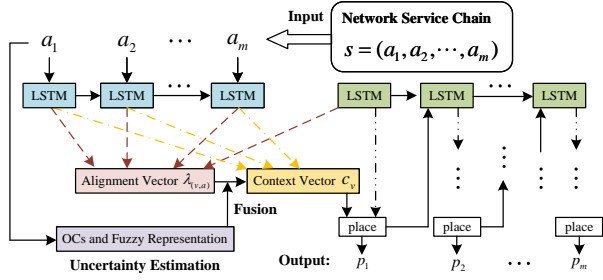 Input
Network Service Chain
s = (a₁, a₂, ⋯, aₘ)
a₁ a₂ ⋯ aₘ
LSTM LSTM ⋯ LSTM LSTM LSTM ⋯ LSTM
Alignment Vector λ₍ᵥ,ₐ₎ Context Vector cᵥ
Fusion
OCs and Fuzzy Representation
place place place
Uncertainty Estimation
Output: p₁ p₂ ⋯ pₘ